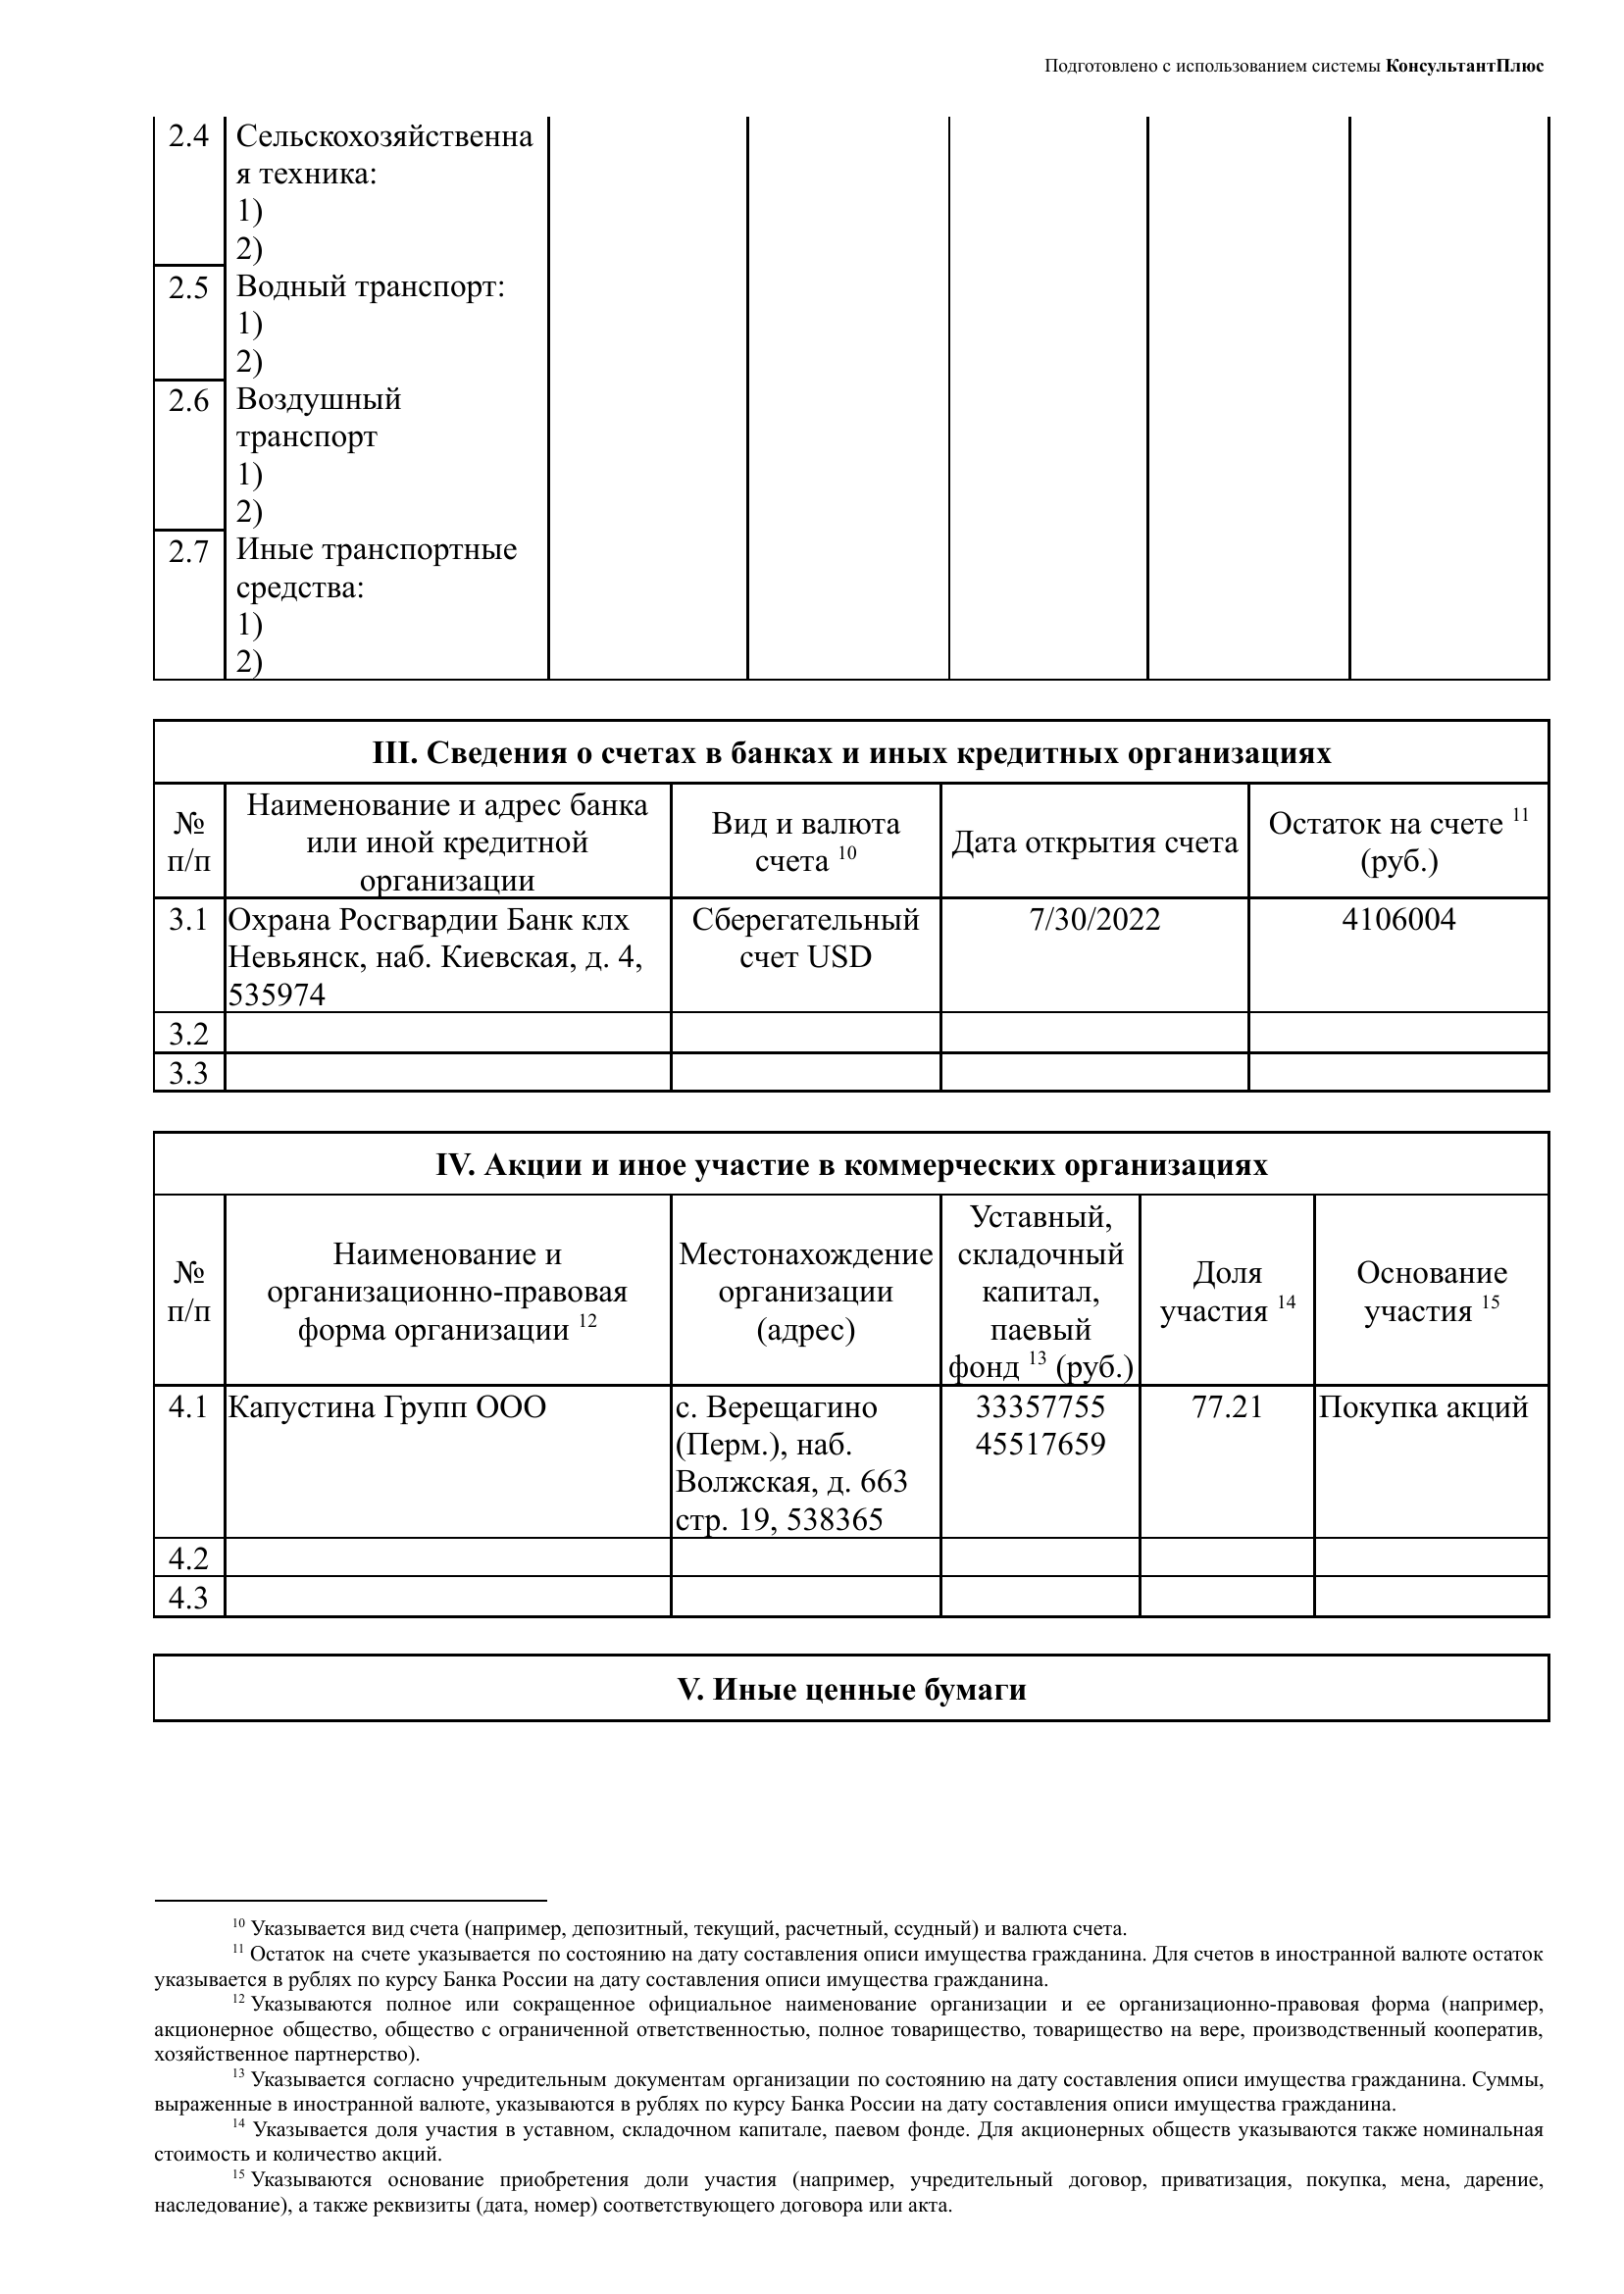 Подготовлено с использованием системы КонсультантПлюс
2.4 Сельскохозяйственна
я техника:
1)
2)
2.5 Водный транспорт:
1)
2)
2.6 Воздушный
транспорт
1)
2)
2.7 Иные транспортные
средства:
1)
2)
III. Сведения о счетах в банках и иных кредитных организациях
№
п/п
Наименование и адрес банка
или иной кредитной
организации
Вид и валюта
счета 10
Дата открытия счета
Остаток на счете 11
(руб.)
3.1
Охрана Росгвардии Банк клх
Невьянск, наб. Киевская, д. 4,
535974
Сберегательный
счет USD
7/30/2022
4106004
3.2
3.3
IV. Акции и иное участие в коммерческих организациях
№
п/п
Наименование и
организационно-правовая
форма организации 12
Местонахождение
организации
(адрес)
Уставный,
складочный
капитал,
паевый
фонд 13 (руб.)
Доля
участия 14
Основание
участия 15
4.1
Капустина Групп ООО
с. Верещагино
(Перм.), наб.
Волжская, д. 663
стр. 19, 538365
33357755
45517659
77.21
Покупка акций
4.2
4.3
V. Иные ценные бумаги
10 Указывается вид счета (например, депозитный, текущий, расчетный, ссудный) и валюта счета.
11 Остаток на счете указывается по состоянию на дату составления описи имущества гражданина. Для счетов в иностранной валюте остаток
указывается в рублях по курсу Банка России на дату составления описи имущества гражданина.
12 Указываются полное или сокращенное официальное наименование организации и ее организационно-правовая форма (например,
акционерное общество, общество с ограниченной ответственностью, полное товарищество, товарищество на вере, производственный кооператив,
хозяйственное партнерство).
13 Указывается согласно учредительным документам организации по состоянию на дату составления описи имущества гражданина. Суммы,
выраженные в иностранной валюте, указываются в рублях по курсу Банка России на дату составления описи имущества гражданина.
14 Указывается доля участия в уставном, складочном капитале, паевом фонде. Для акционерных обществ указываются также номинальная
стоимость и количество акций.
15 Указываются основание приобретения доли участия (например, учредительный договор, приватизация, покупка, мена, дарение,
наследование), а также реквизиты (дата, номер) соответствующего договора или акта.